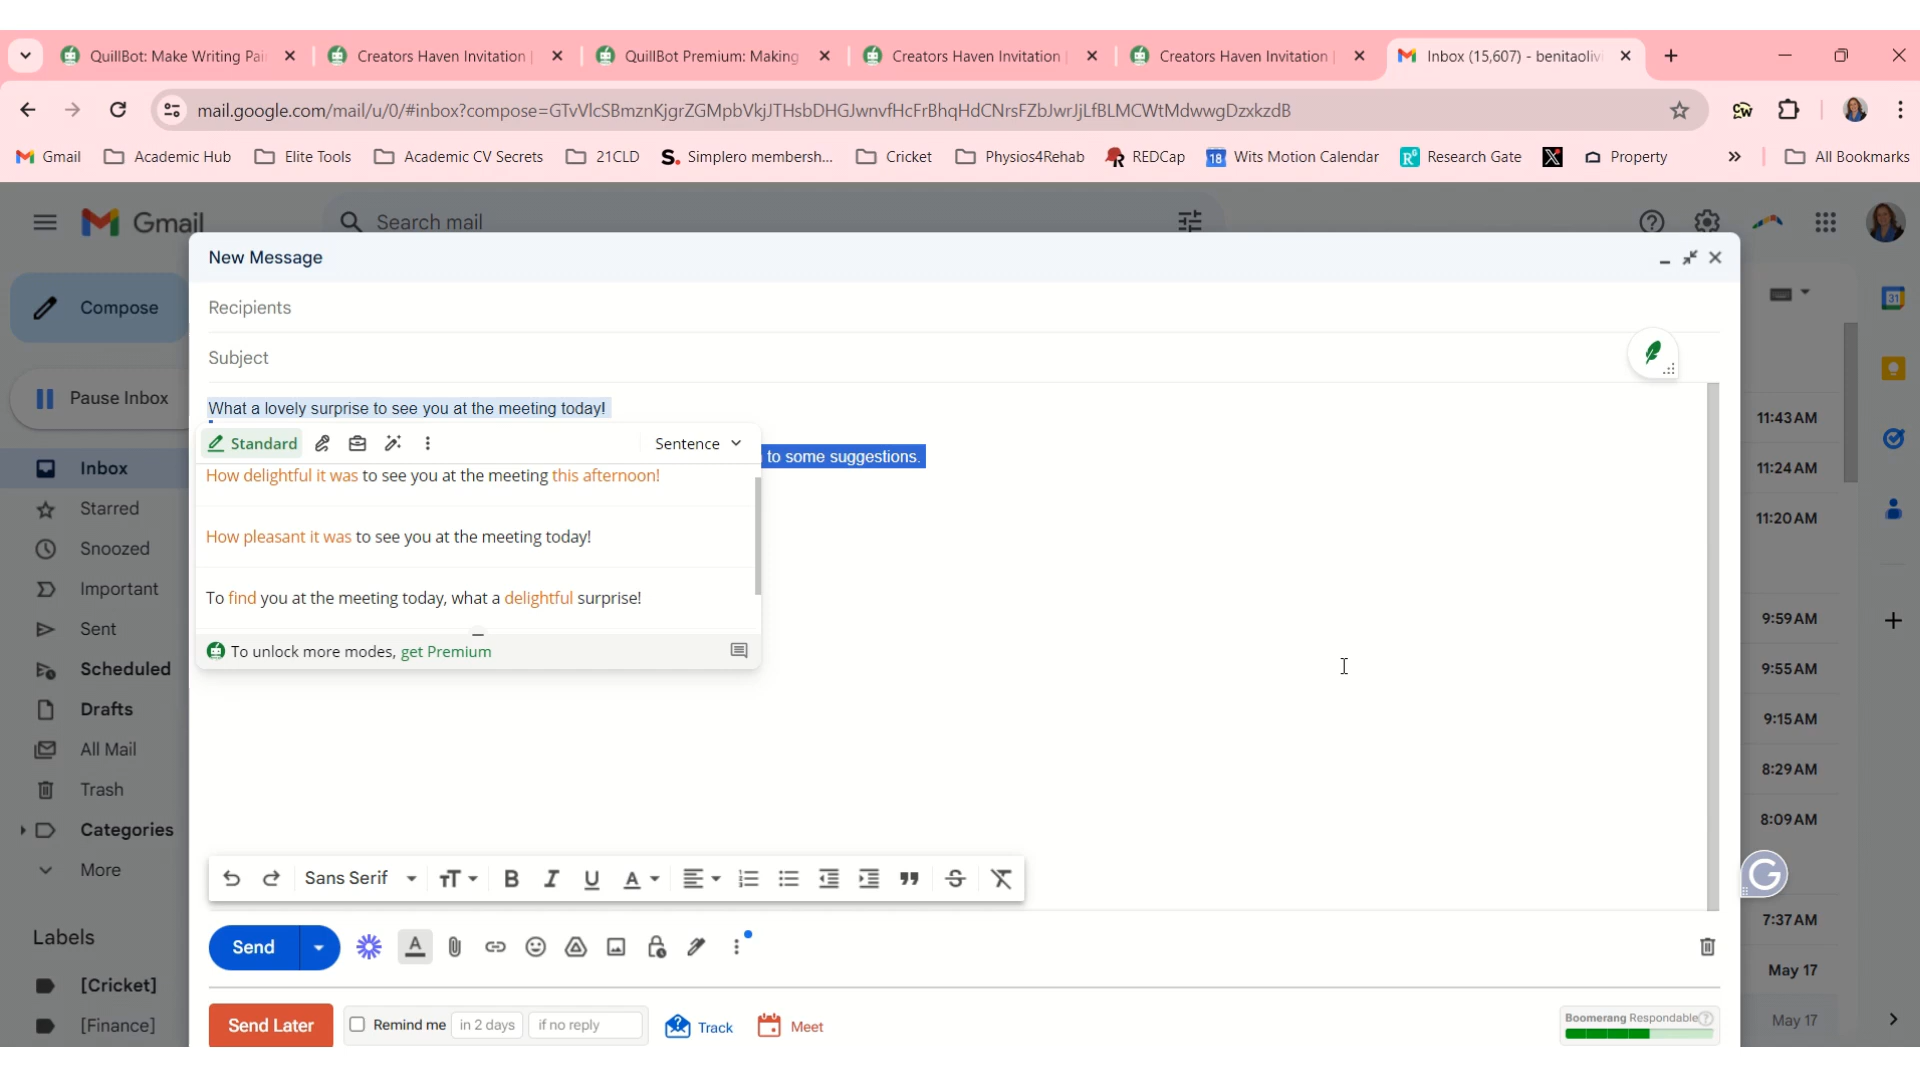 QuillBot: Make Writing Pai
Creators Haven Invitation |
QuillBot Premium: Making
Creators Haven Invitation |
Creators Haven Invitation |
Inbox (15,607) - benitaolivi
mail.google.com/mail/u/0/#inbox?compose=GTvVlcSBmznKjgrZGMpbVkjJTHsbDHGJwnvfHcFrBhqHdCNrsFZbJwrJjLfBLMCWtMdwwgDzxkzdB
Gmail Academic Hub Elite Tools Academic CV Secrets 21CLD S. Simplero membersh... Cricket Physios4Rehab REDCap 18 Wits Motion Calendar Research Gate Property » All Bookmarks
Gmail
Search mail
Compose
Pause Inbox
Inbox
Starred
Snoozed
Important
Sent
Scheduled
Drafts
All Mail
Trash
Categories
More
Labels
[Cricket]
[Finance]
New Message
Recipients
Subject
What a lovely surprise to see you at the meeting today!
Standard
Sentence
to some suggestions.
How delightful it was to see you at the meeting this afternoon!
How pleasant it was to see you at the meeting today!
To find you at the meeting today, what a delightful surprise!
To unlock more modes, get Premium
Sans Serif
Send
Send Later
Remind me in 2 days if no reply
Track
Meet
Boomerang Respondable
11:43 AM
11:24 AM
11:20 AM
9:59 AM
9:55 AM
9:15 AM
8:29 AM
8:09 AM
7:37 AM
May 17
May 17
31